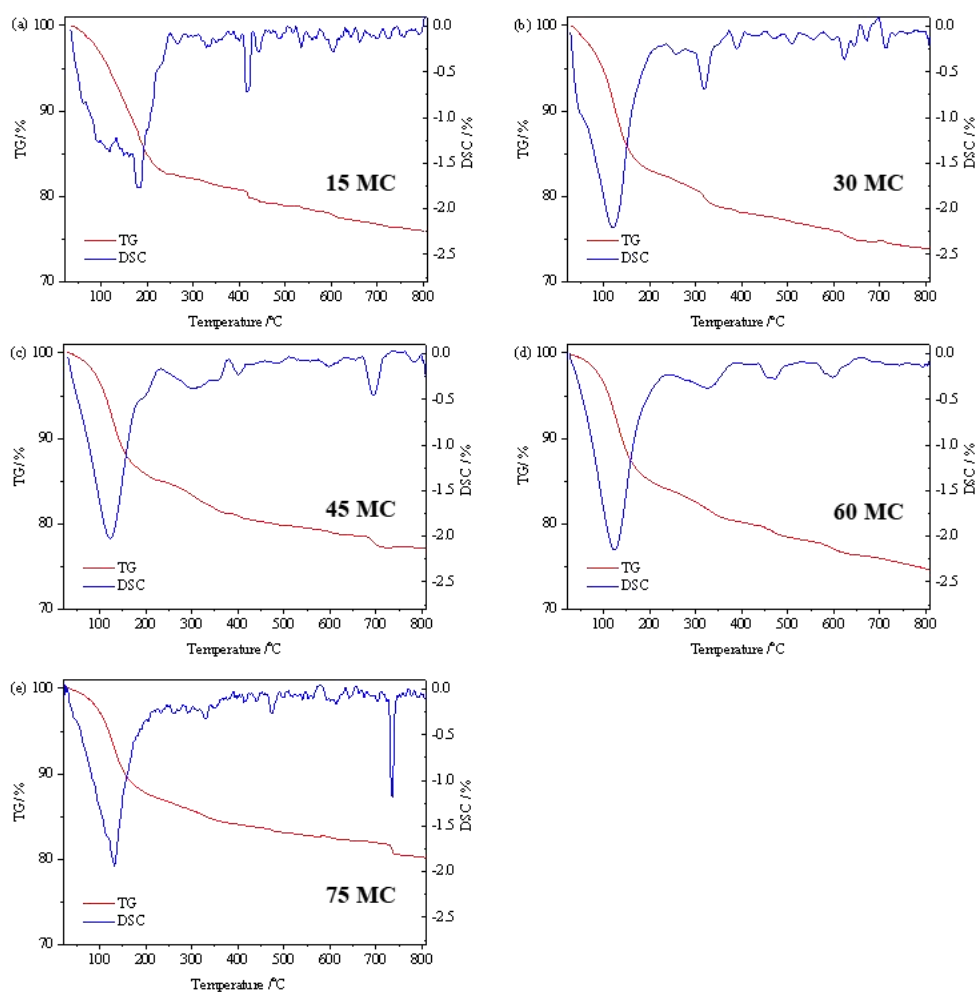 (a)
100
90
80
70
TG/ %
0.0
-0.5
-1.0
-1.5
-2.0
-2.5
DSC / %
15 MC
TG
DSC
100 200 300 400 500 600 700 800
Temperature /°C
(b)
100
90
80
70
TG/ %
0.0
-0.5
-1.0
-1.5
-2.0
-2.5
DSC / %
30 MC
TG
DSC
100 200 300 400 500 600 700 800
Temperature /°C
(c)
100
90
80
70
TG/ %
0.0
-0.5
-1.0
-1.5
-2.0
-2.5
DSC / %
45 MC
TG
DSC
100 200 300 400 500 600 700 800
Temperature /°C
(d)
100
90
80
70
TG/ %
0.0
-0.5
-1.0
-1.5
-2.0
-2.5
DSC / %
60 MC
TG
DSC
100 200 300 400 500 600 700 800
Temperature /°C
(e)
100
90
80
70
TG/ %
0.0
-0.5
-1.0
-1.5
-2.0
-2.5
DSC / %
75 MC
TG
DSC
100 200 300 400 500 600 700 800
Temperature /°C